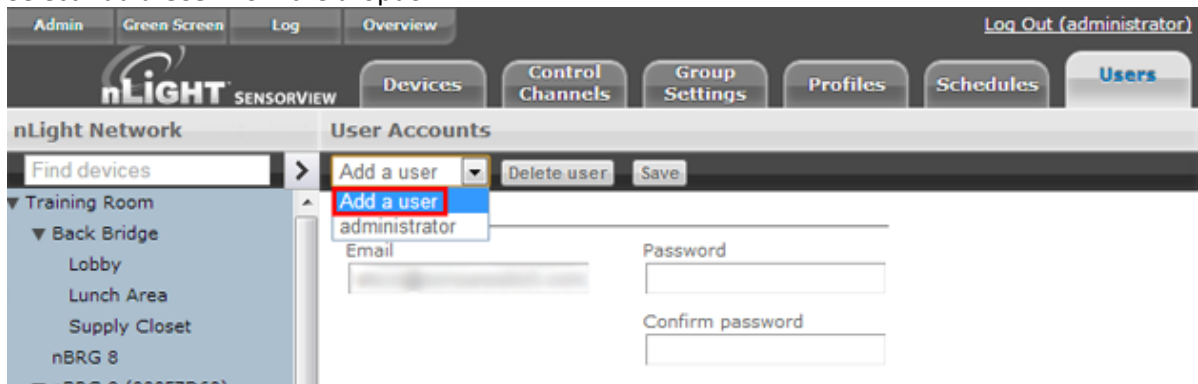 Admin Green Screen Log Overview Log Out (administrator)
nLIGHT SENSORVIEW Devices Control Channels Group Settings Profiles Schedules Users
nLight Network User Accounts
Find devices > Add a user Delete user Save
Training Room Add a user
Back Bridge administrator
Lobby Email Password
Lunch Area
Supply Closet Confirm password
nBRG 8